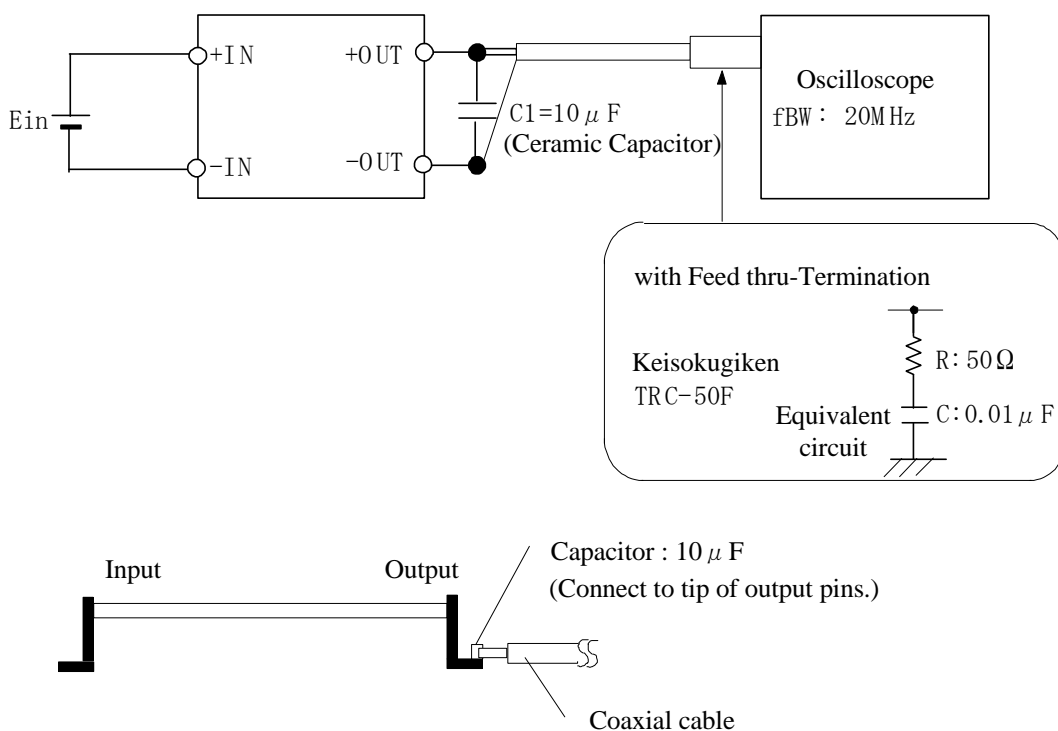 +IN
+OUT
Ein
C1=10μF
(Ceramic Capacitor)
-IN
-OUT
Oscilloscope
fBW: 20MHz
with Feed thru-Termination
Keisokugiken
TRC-50F
R:50Ω
Equivalent
circuit
C:0.01μF
Input
Output
Capacitor : 10μF
(Connect to tip of output pins.)
Coaxial cable